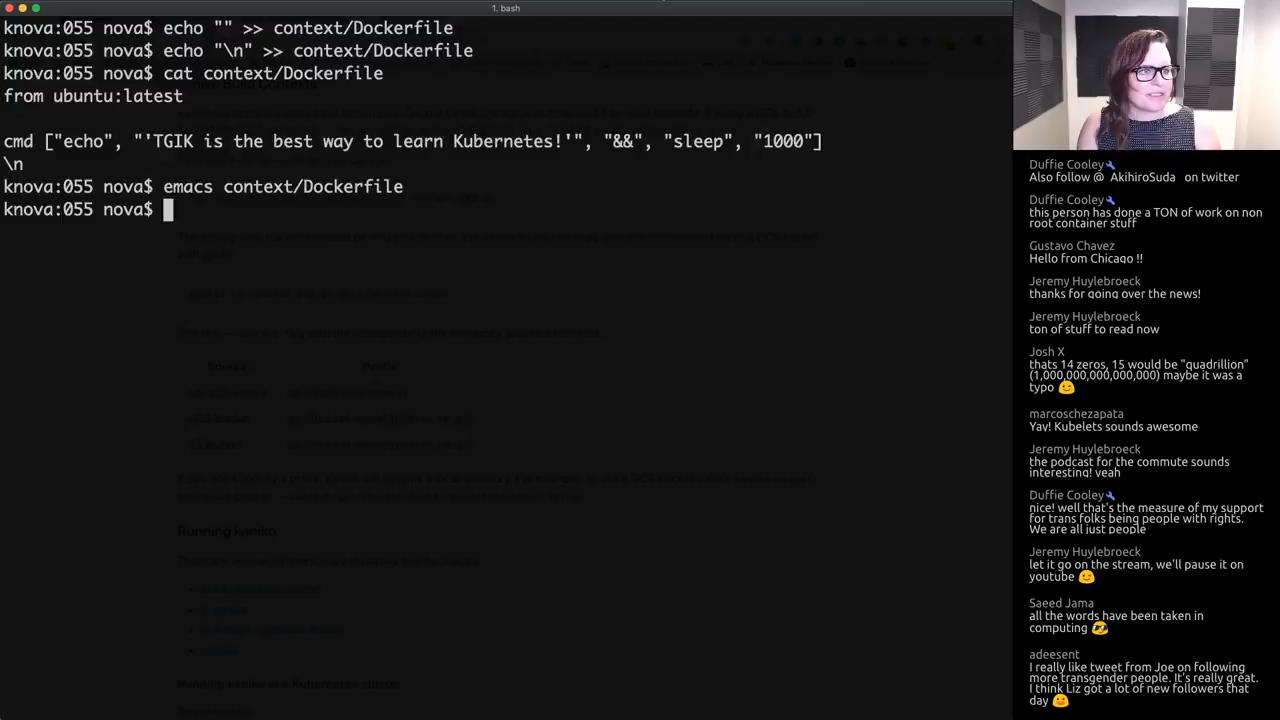 1. bash
knova:055 nova$ echo "" >> context/Dockerfile
knova:055 nova$ echo "\n" >> context/Dockerfile
knova:055 nova$ cat context/Dockerfile
from ubuntu:latest
cmd ["echo", "'TGIK is the best way to learn Kubernetes!'", "&&", "sleep", "1000"]
\n
knova:055 nova$ emacs context/Dockerfile
knova:055 nova$
Source
Prefix
Running kaniko
Running kaniko in a Kubernetes cluster
Duffie Cooley
Also follow @ AkihiroSuda on twitter
Duffie Cooley
this person has done a TON of work on non
root container stuff
Gustavo Chavez
Hello from Chicago !!
Jeremy Huylebroeck
thanks for going over the news!
Jeremy Huylebroeck
ton of stuff to read now
Josh X
thats 14 zeros, 15 would be "quadrillion"
(1,000,000,000,000,000) maybe it was a
typo 😉
marcoschezapata
Yay! Kubelets sounds awesome
Jeremy Huylebroeck
the podcast for the commute sounds
interesting! yeah
Duffie Cooley
nice! well that's the measure of my support
for trans folks being people with rights.
We are all just people
Jeremy Huylebroeck
let it go on the stream, we'll pause it on
youtube 😉
Saeed Jama
all the words have been taken in
computing 🤣
adeesent
I really like tweet from Joe on following
more transgender people. It's really great.
I think Liz got a lot of new followers that
day 😀